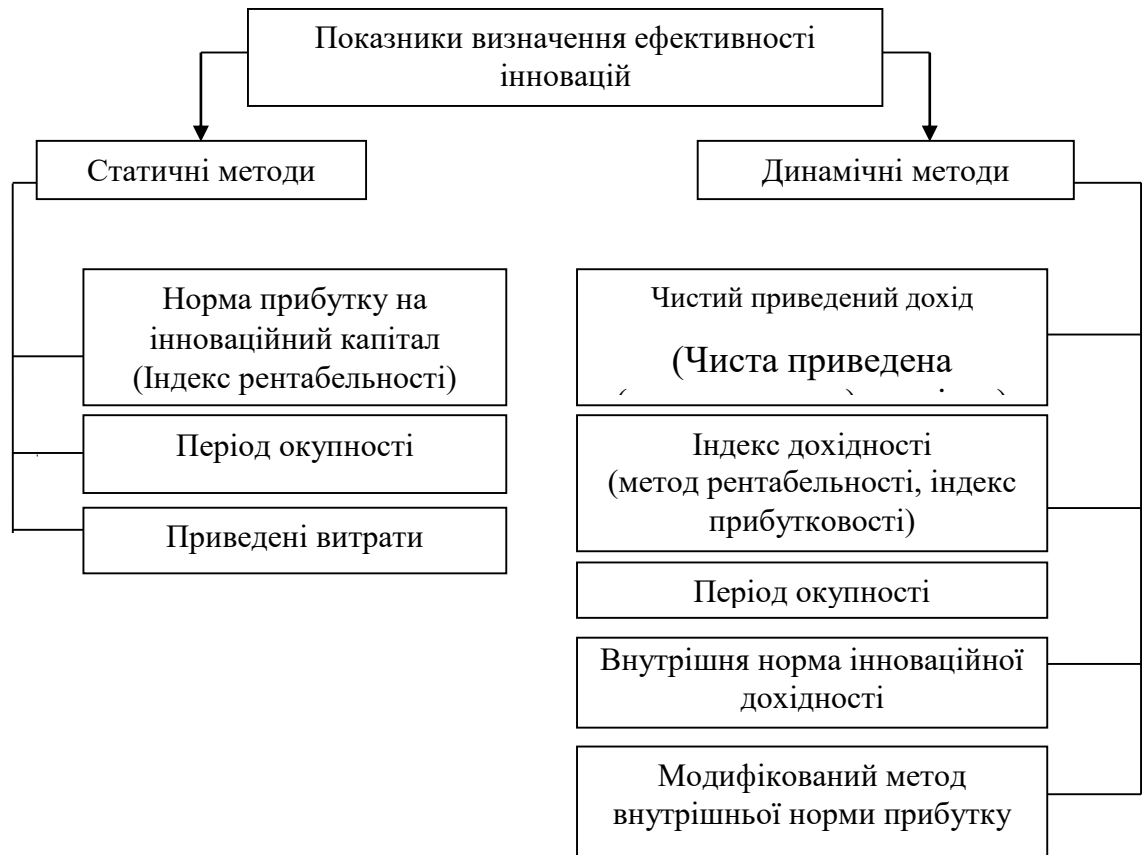 Показники визначення ефективності
інновацій
Статичні методи
Динамічні методи
Норма прибутку на
інноваційний капітал
(Індекс рентабельності)
Період окупності
Приведені витрати
Чистий приведений дохід
(Чиста приведена
Індекс дохідності
(метод рентабельності, індекс
прибутковості)
Період окупності
Внутрішня норма інноваційної
дохідності
Модифікований метод
внутрішньої норми прибутку